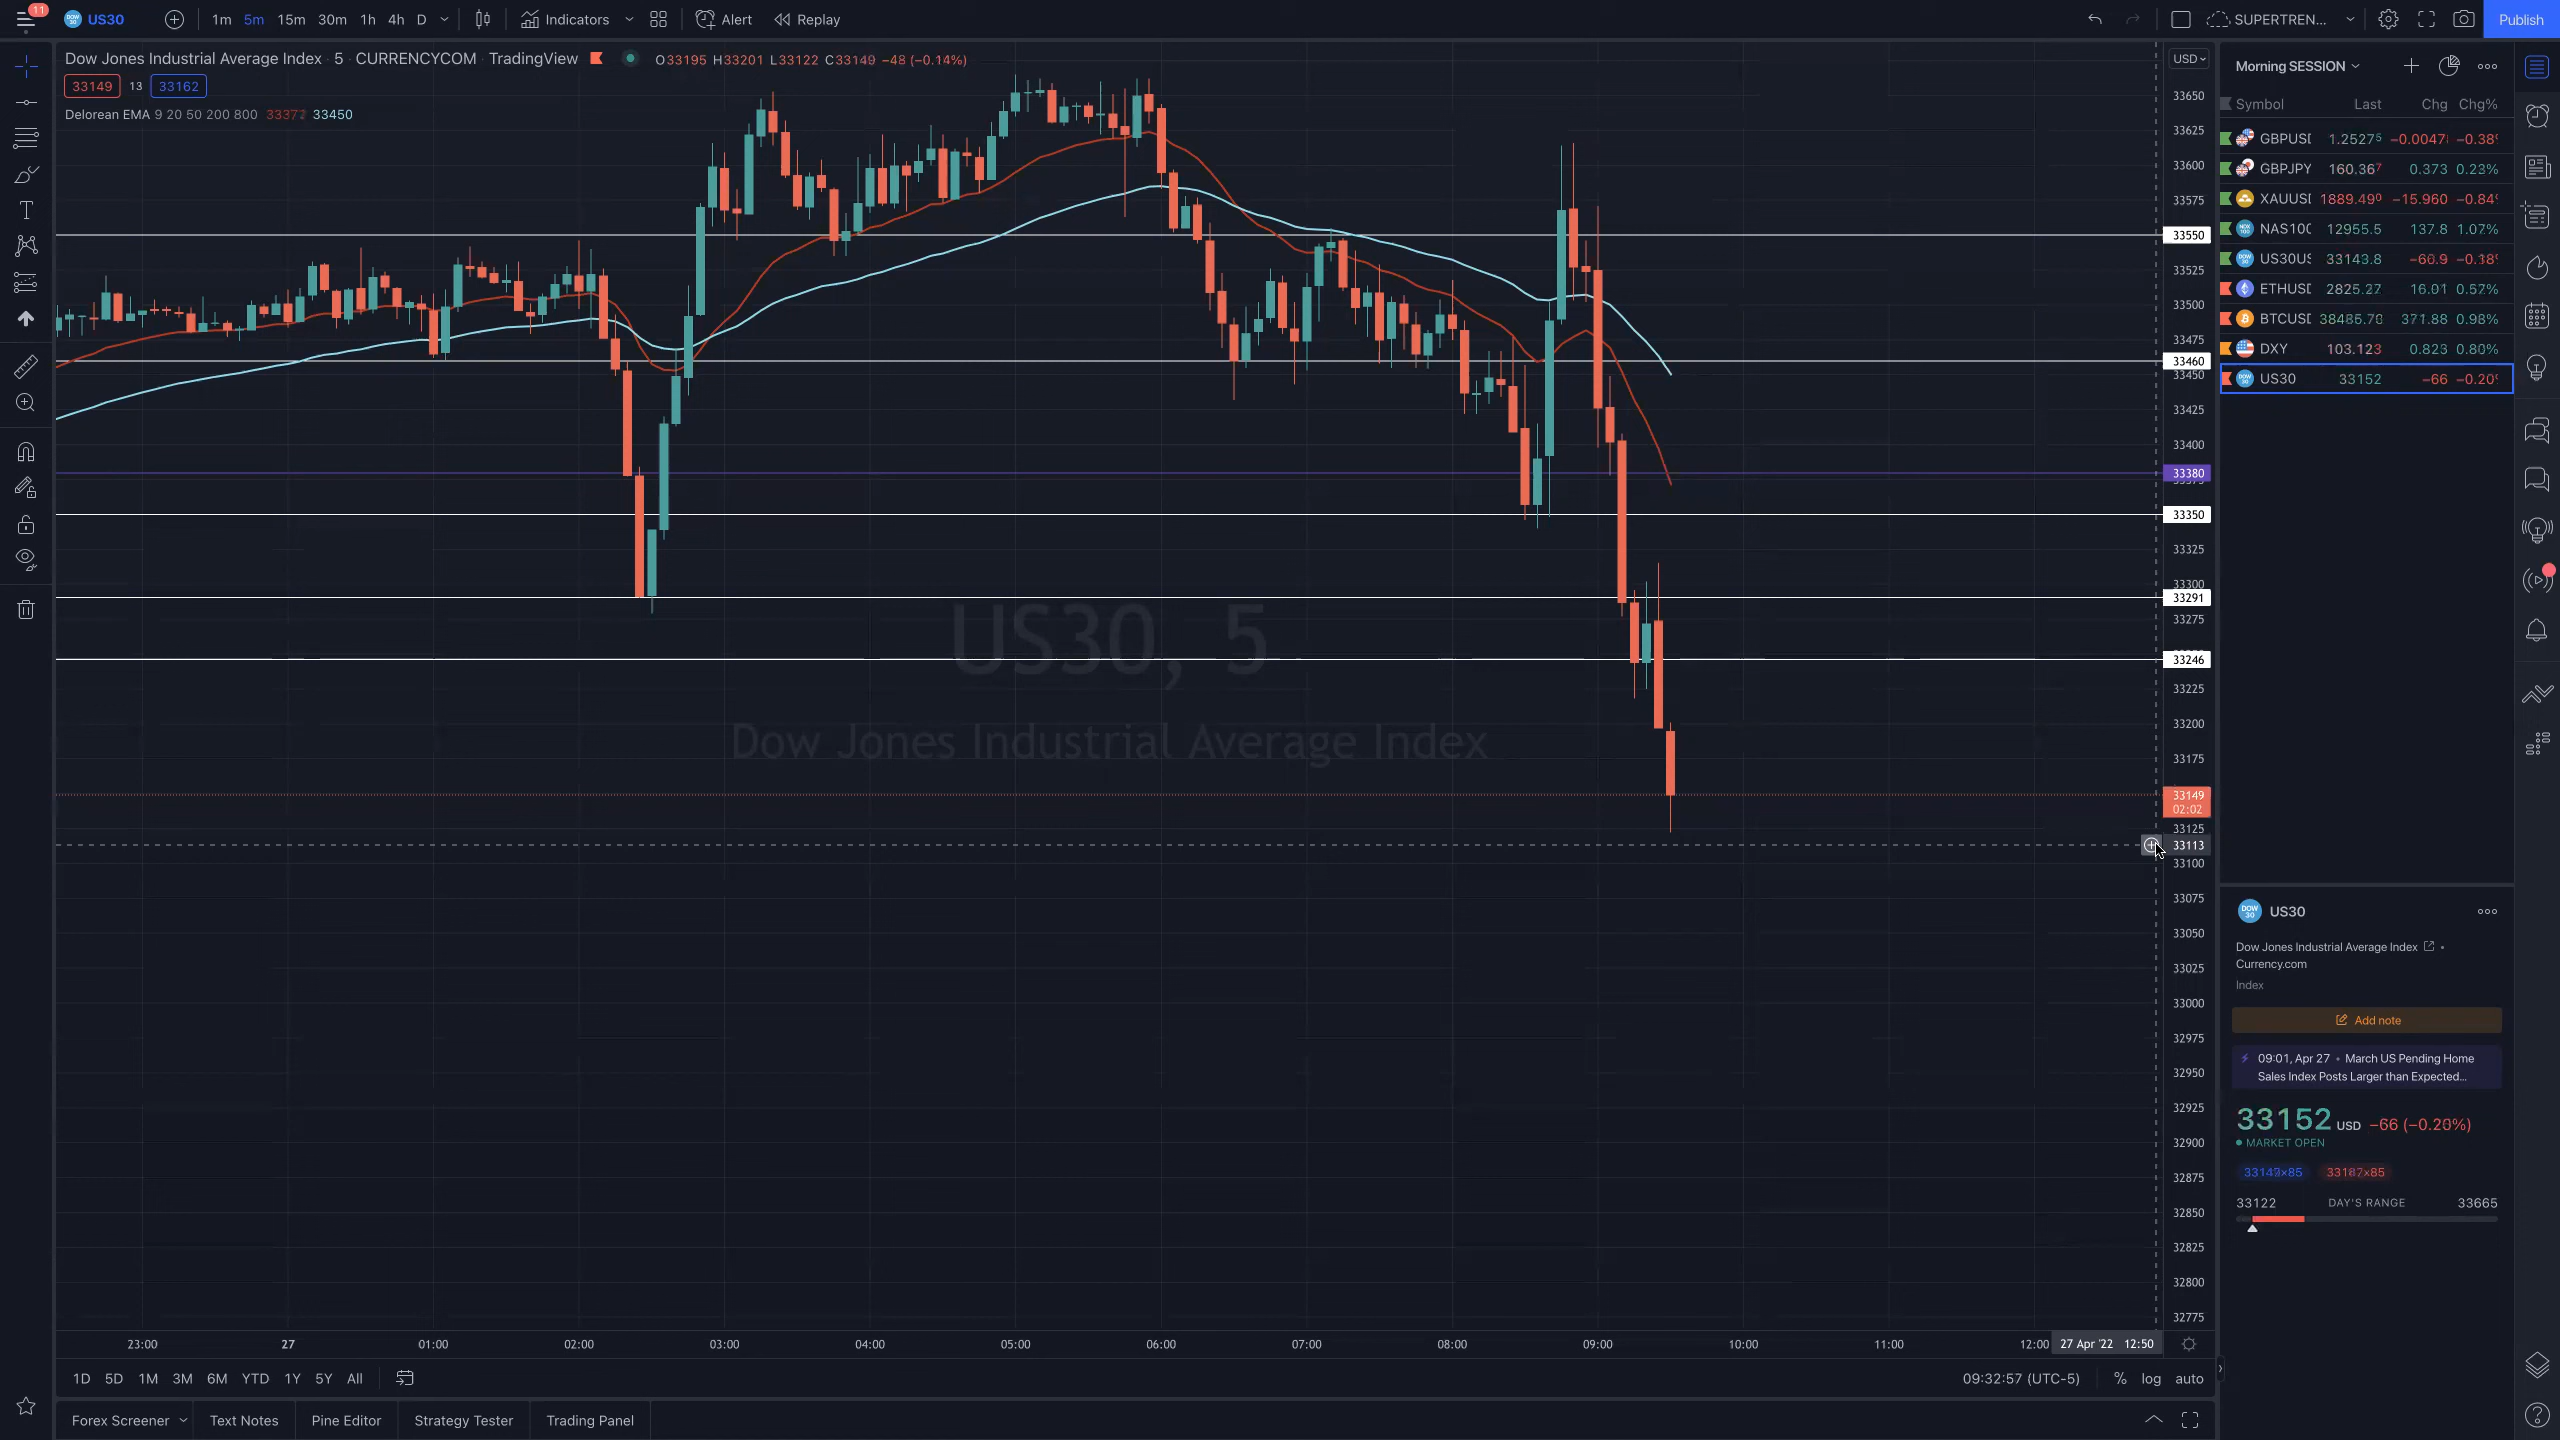 11
US30
1m 5m 15m 30m 1h 4h D
Indicators
Alert
Replay
SUPERTREN...
Publish
Dow Jones Industrial Average Index · 5 · CURRENCYCOM · TradingView
O33195 H33201 L33122 C33149 −48 (−0.14%)
33149 13 33162
Delorean EMA 9 20 50 200 800 33450
USD
33650
33625
33600
33575
33550
33525
33500
33475
33460
33450
33425
33400
33380
33350
33325
33300
33291
33275
33246
33225
33200
33175
33149
02:02
33125
33113
33100
33075
33050
33025
33000
32975
32950
32925
32900
32875
32850
32825
32800
32775
US30, 5
Dow Jones Industrial Average Index
23:00 27 01:00 02:00 03:00 04:00 05:00 06:00 07:00 08:00 09:00 10:00 11:00 12:00 27 Apr '22 12:50
1D 5D 1M 3M 6M YTD 1Y 5Y All
09:32:57 (UTC-5) % log auto
Forex Screener Text Notes Pine Editor Strategy Tester Trading Panel
Morning SESSION
Symbol Last Chg Chg%
GBPUSD 1.25275 −0.0047 −0.38
GBPJPY 160.367 0.373 0.23%
XAUUSD 1889.490 −15.960 −0.84
NAS100 12955.5 137.8 1.07%
US30US 33143.8 −60.9 −0.18
ETHUSD 2825.27 16.01 0.57%
BTCUSD 38485.70 371.88 0.98%
DXY 103.123 0.823 0.80%
US30 33152 −66 −0.20
US30
Dow Jones Industrial Average Index
Currency.com
Index
Add note
09:01, Apr 27 • March US Pending Home
Sales Index Posts Larger than Expected...
33152 USD −66 (−0.20%)
MARKET OPEN
33122 DAY'S RANGE 33665
DOW
30